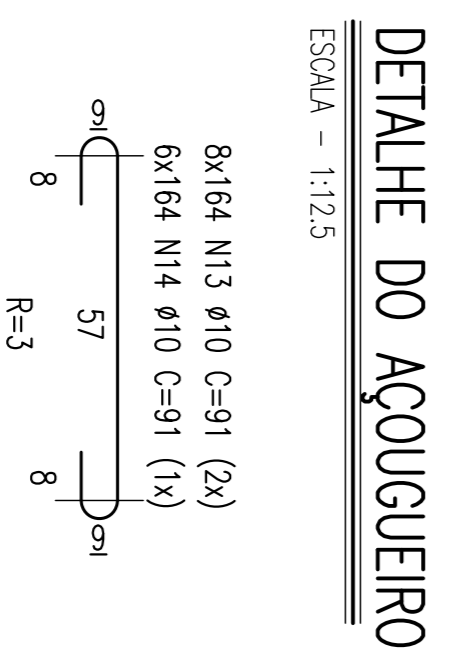 DETALHE DO AÇOUGUEIRO
ESCALA - 1:12.5
8x164 N13 ø10 C=91 (2x)
6x164 N14 ø10 C=91 (1x)
9
57
9
8
8
R=3